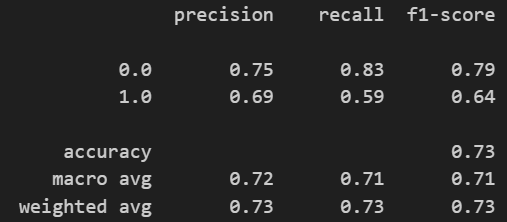 precision recall f1-score
0.0 0.75 0.83 0.79
1.0 0.69 0.59 0.64
accuracy 0.73
macro avg 0.72 0.71 0.71
weighted avg 0.73 0.73 0.73